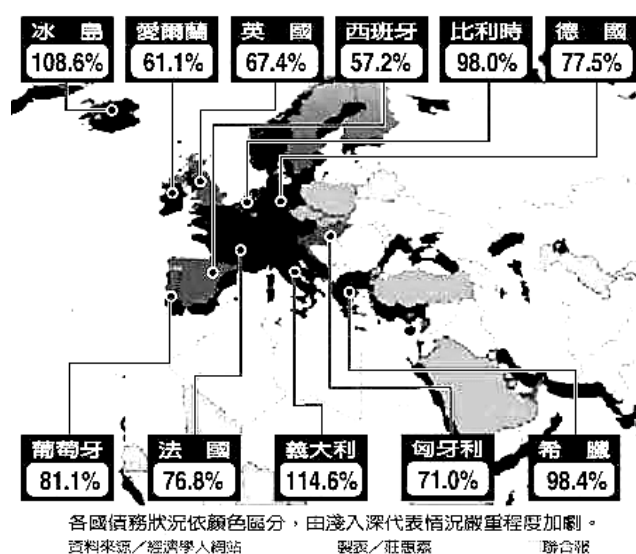 冰島 愛爾蘭 英國 西班牙 比利時 德國
108.6% 61.1% 67.4% 57.2% 98.0% 77.5%
葡萄牙 法國 義大利 匈牙利 希臘
81.1% 76.8% 114.6% 71.0% 98.4%
各國債務狀況依顏色區分，由淺入深代表情況嚴重程度加劇。
資料來源／經濟學人網站 製表／莊蕙嘉 聯合報